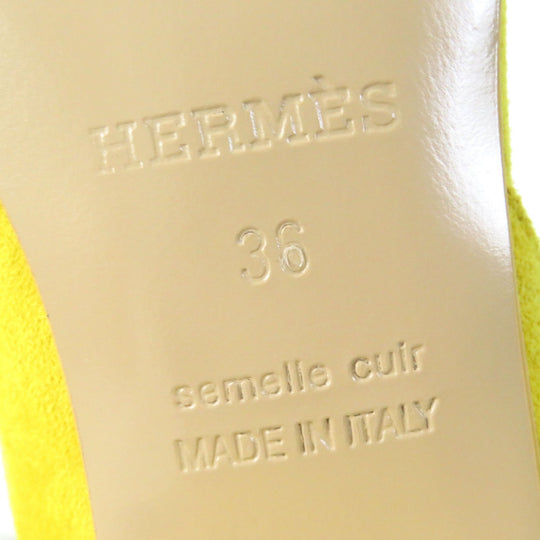 HERMÈS
36
semelle cuir
MADE IN ITALY